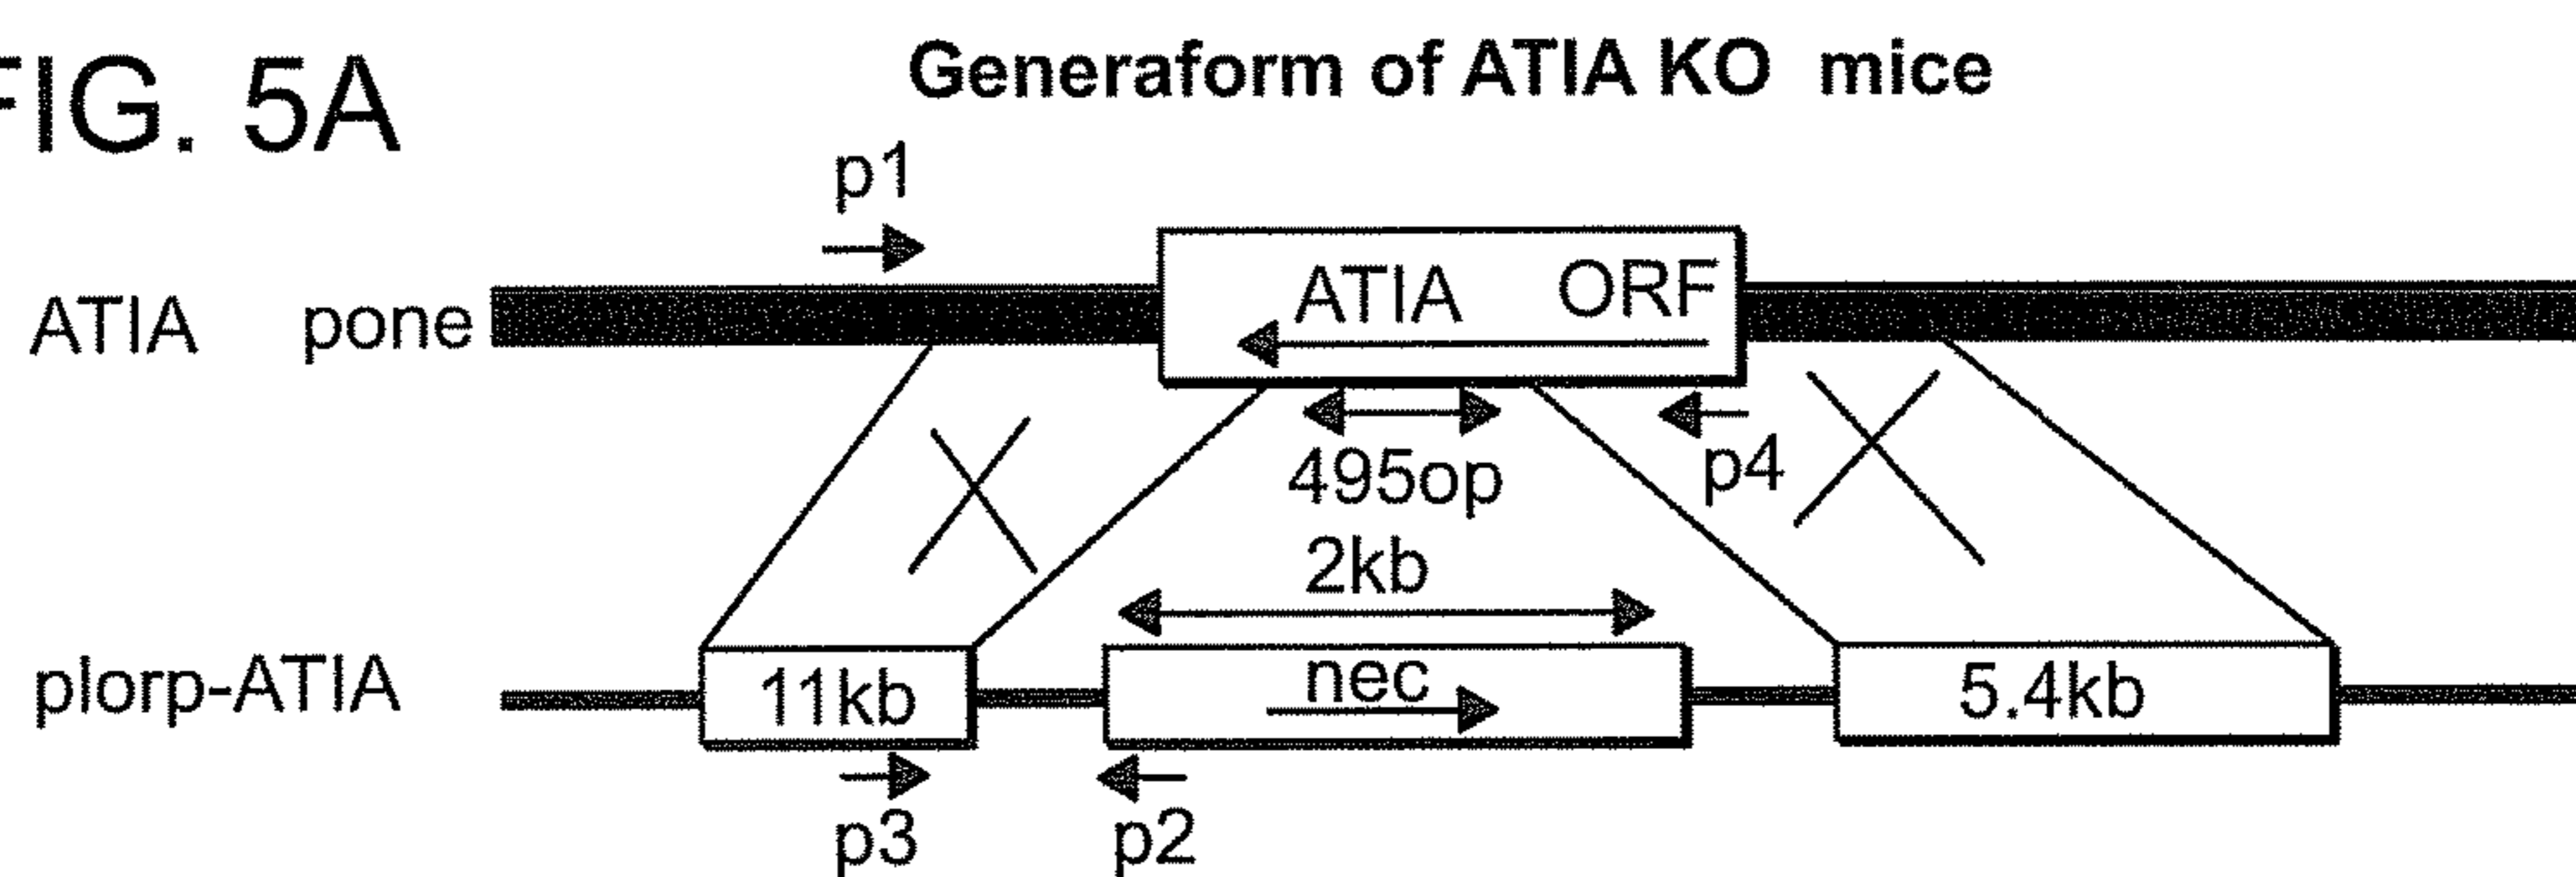 FIG. 5A
Generaform of ATIA KO mice
p1
ATIA pone
ATIA ORF
495op
p4
2kb
plorp-ATIA
11kb
nec
5.4kb
p3
p2